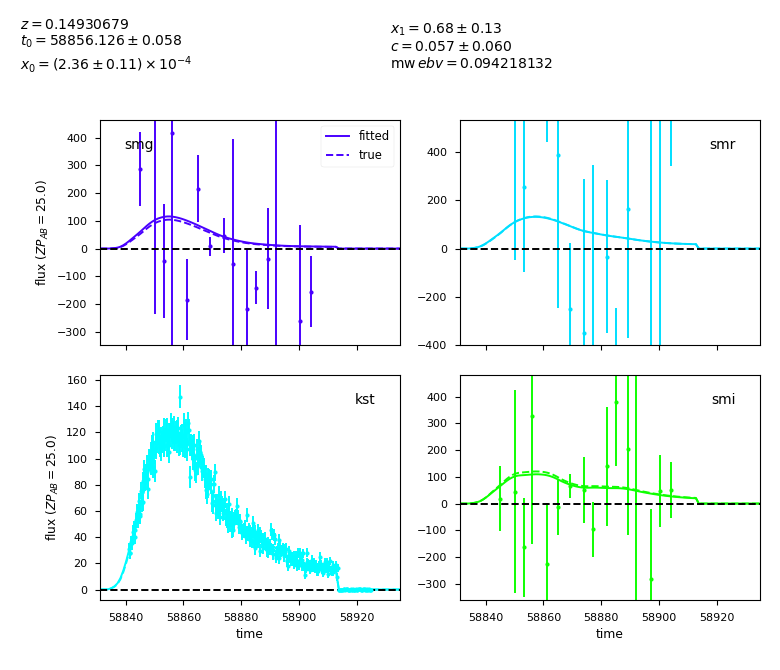 z = 0.14930679
t₀ = 58856.126 ± 0.058
x₀ = (2.36 ± 0.11) × 10⁻⁴
x₁ = 0.68 ± 0.13
c = 0.057 ± 0.060
mw ebv = 0.094218132
smg
fitted
true
flux (ZP_AB = 25.0)
400
300
200
100
0
−100
−200
−300
smr
400
200
0
−200
−400
kst
flux (ZP_AB = 25.0)
160
140
120
100
80
60
40
20
0
58840 58860 58880 58900 58920
time
smi
400
300
200
100
0
−100
−200
−300
58840 58860 58880 58900 58920
time